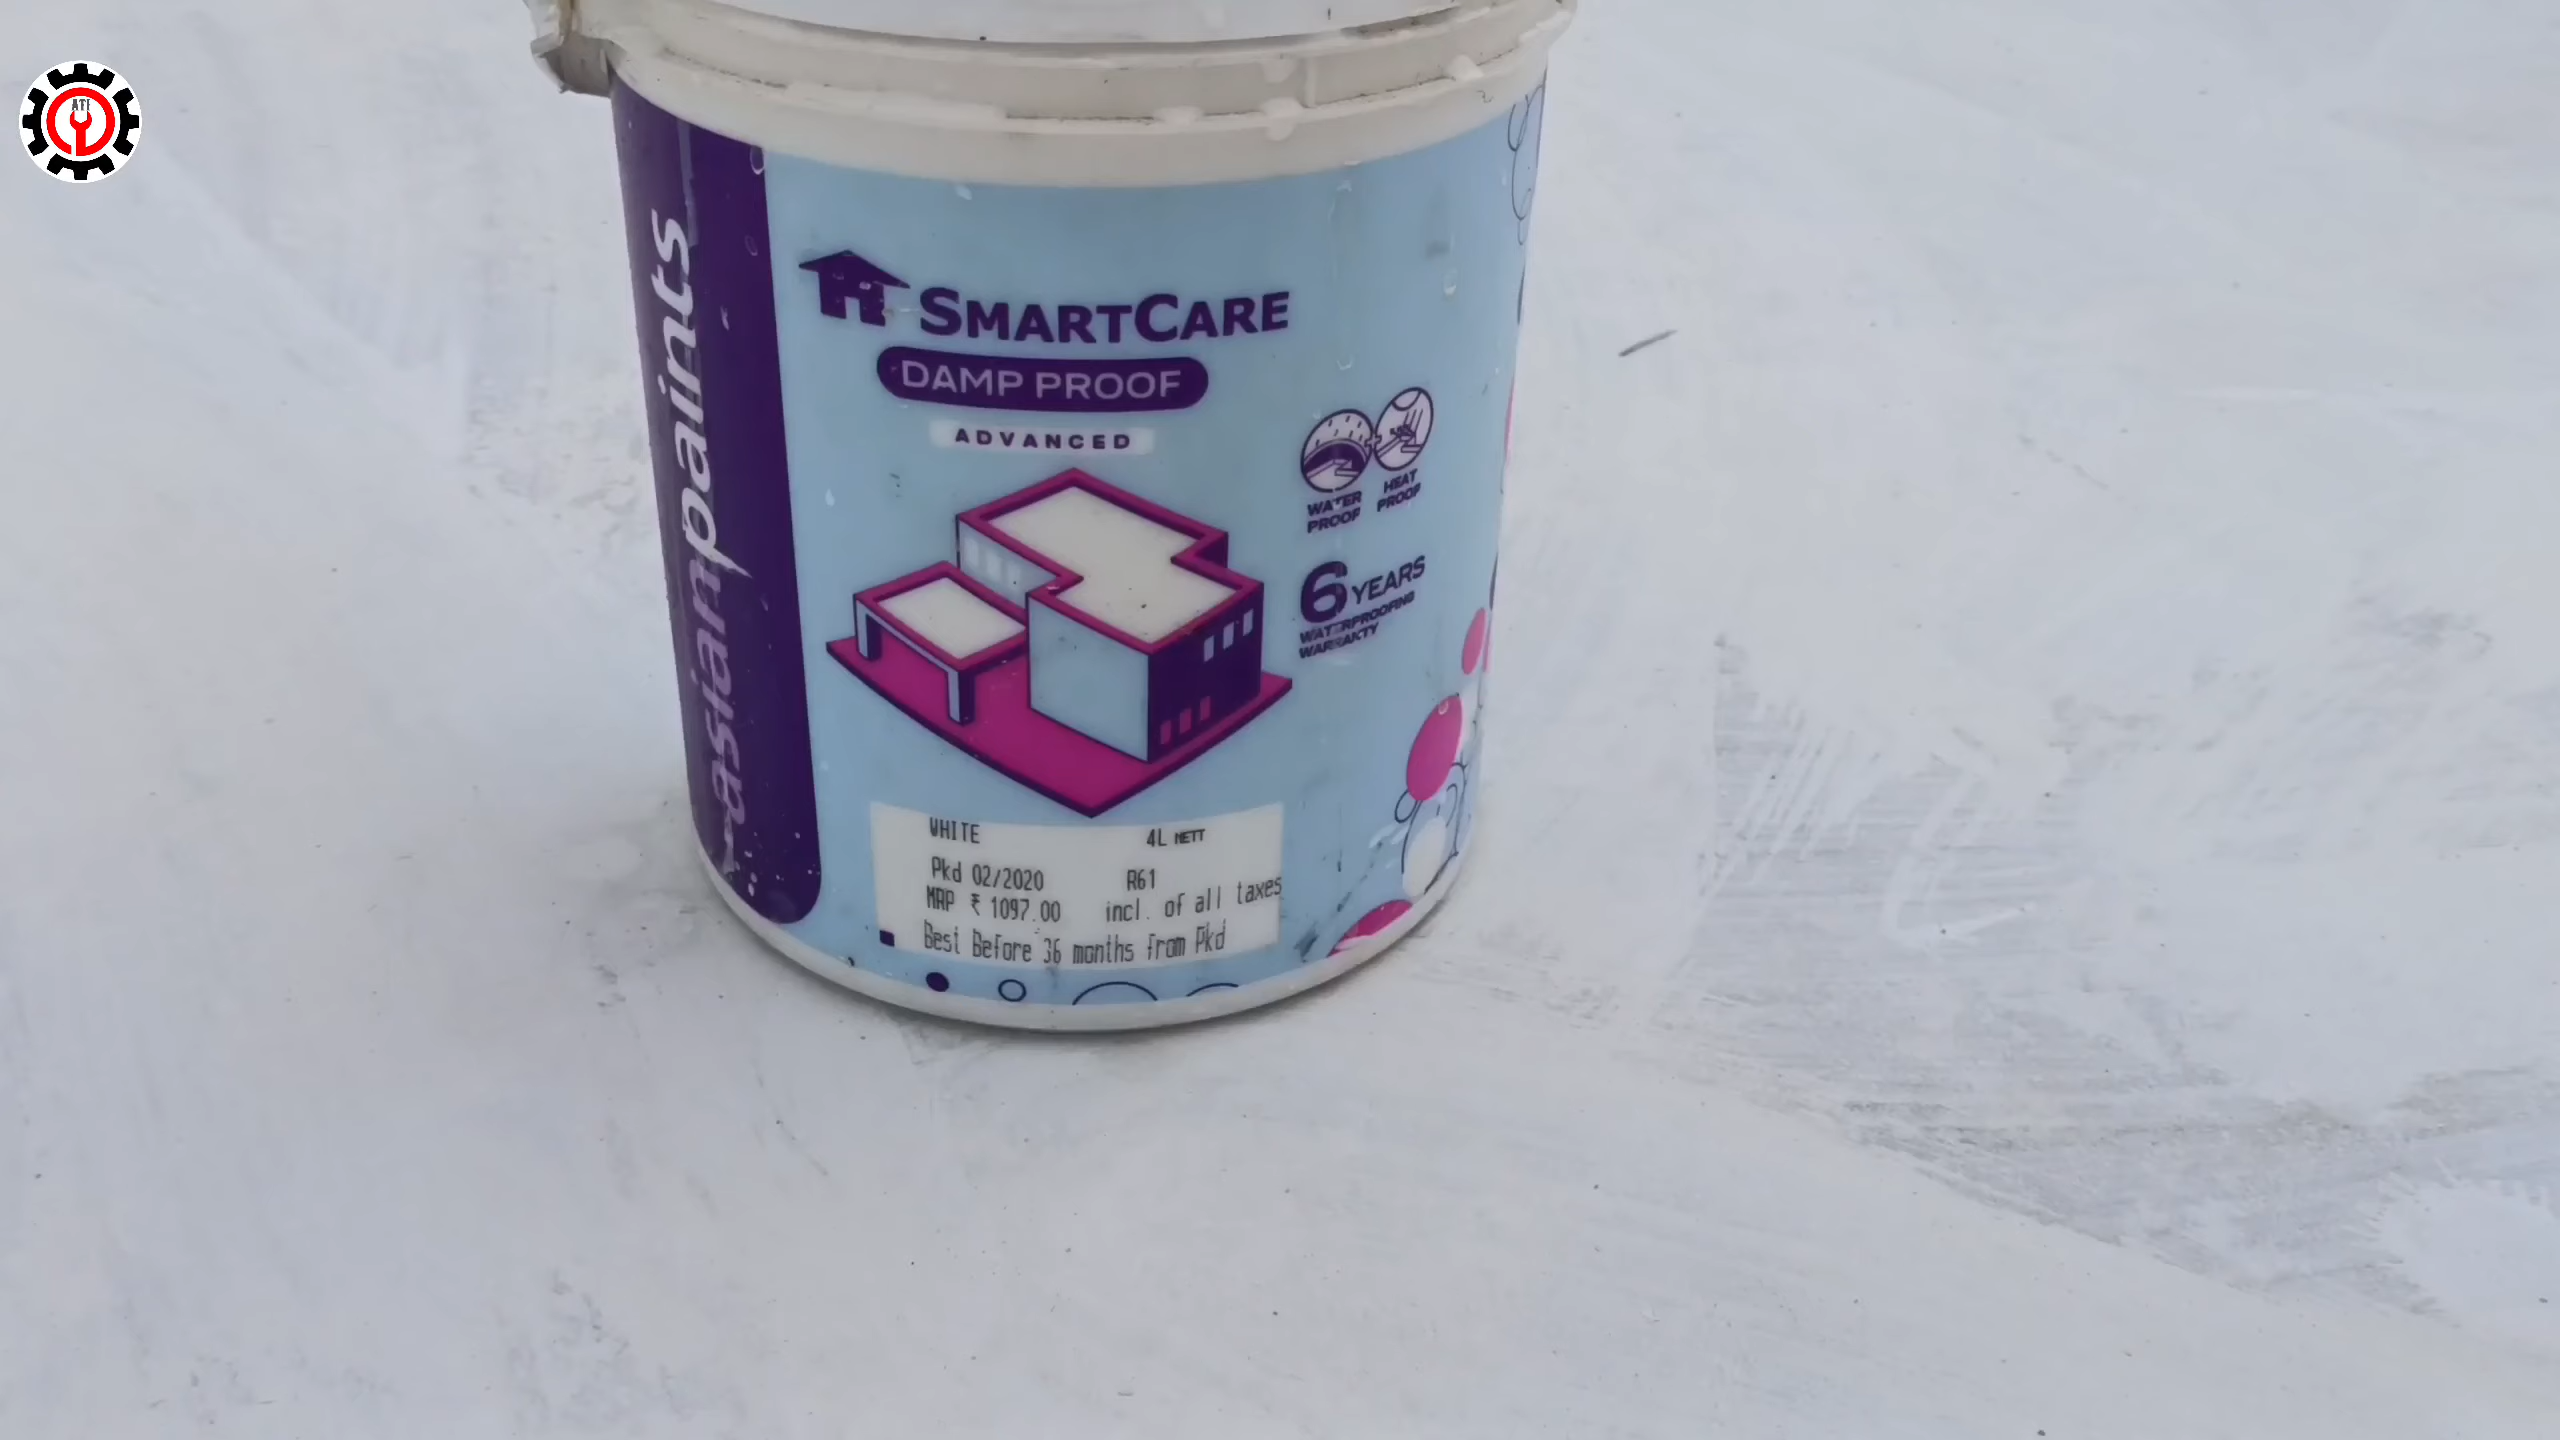 ATI
asianpaints
SMARTCARE
DAMP PROOF
ADVANCED
WATER PROOF
HEAT PROOF
6 YEARS
WATERPROOFING
WARRANTY
WHITE 4L NETT
Pkd 02/2020 R61
MRP ₹ 1097.00 incl. of all taxes
Best Before 36 months from Pkd